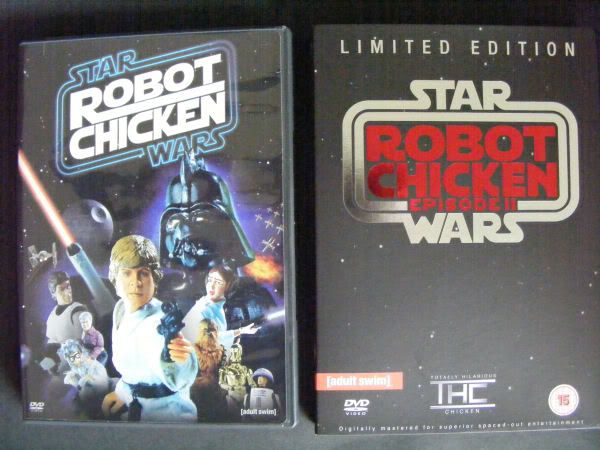 STAR
ROBOT
CHICKEN
WARS
DVD
[adult swim]
LIMITED EDITION
STAR
ROBOT
CHICKEN
EPISODE II
WARS
[adult swim]
DVD
VIDEO
TOTALLY HILARIOUS
THC
CHICKEN
15
Digitally mastered for superior spaced-out entertainment